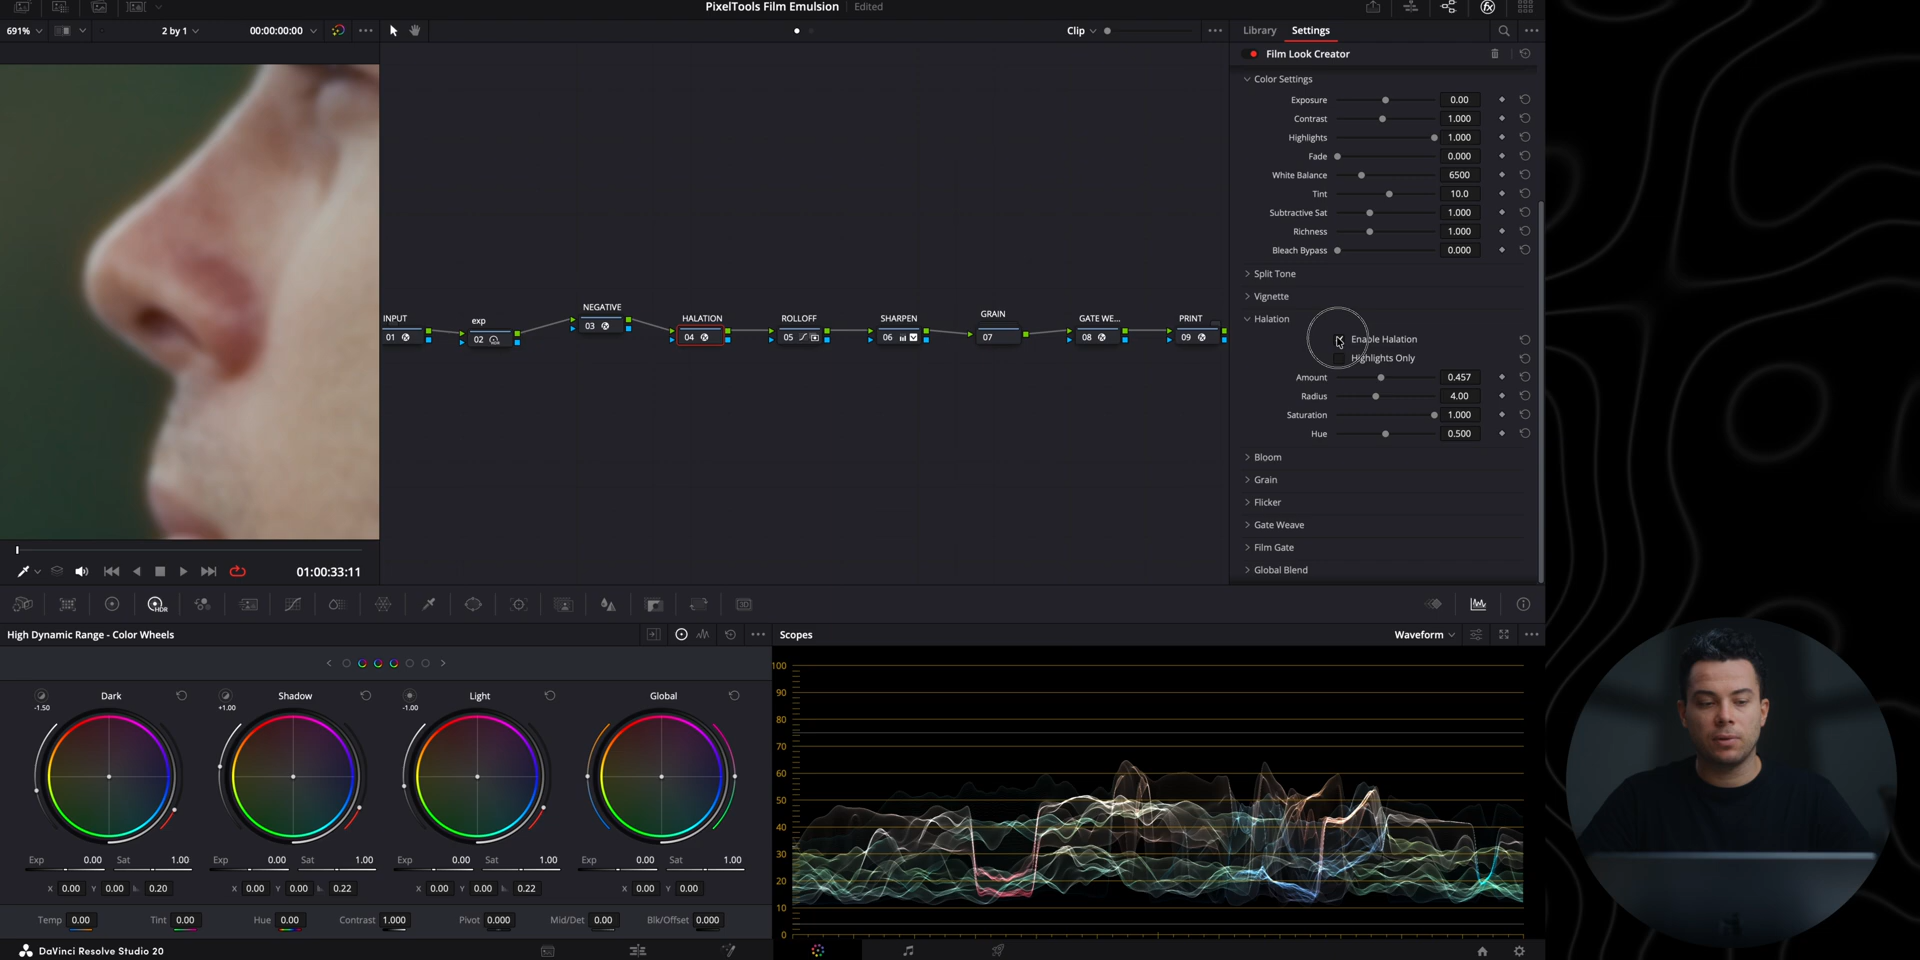 PixelTools Film Emulsion Edited
691% 2 by 1 00:00:00:00 Clip Library Settings
Film Look Creator
Color Settings
Exposure 0.00
Contrast 1.000
Highlights 1.000
Fade 0.000
White Balance 6500
Tint 10.0
Subtractive Sat 1.000
Richness 1.000
Bleach Bypass 0.000
Split Tone
Vignette
Halation
Enable Halation
Highlights Only
Amount 0.457
Radius 4.00
Saturation 1.000
Hue 0.500
Bloom
Grain
Flicker
Gate Weave
Film Gate
Global Blend
INPUT exp NEGATIVE HALATION ROLLOFF SHARPEN GRAIN GATE WE... PRINT
01 02 03 04 05 06 07 08 09
01:00:33:11
HDR
3D
High Dynamic Range - Color Wheels
Scopes Waveform
Dark Shadow Light Global
-1.50 +1.00 -1.00
Exp 0.00 Sat 1.00 Exp 0.00 Sat 1.00 Exp 0.00 Sat 1.00 Exp 0.00 Sat 1.00
X 0.00 Y 0.00 0.20 X 0.00 Y 0.00 0.22 X 0.00 Y 0.00 0.22 X 0.00 Y 0.00
Temp 0.00 Tint 0.00 Hue 0.00 Contrast 1.000 Pivot 0.000 Mid/Det 0.00 Blk/Offset 0.000
100
90
80
70
60
50
40
30
20
10
0
DaVinci Resolve Studio 20